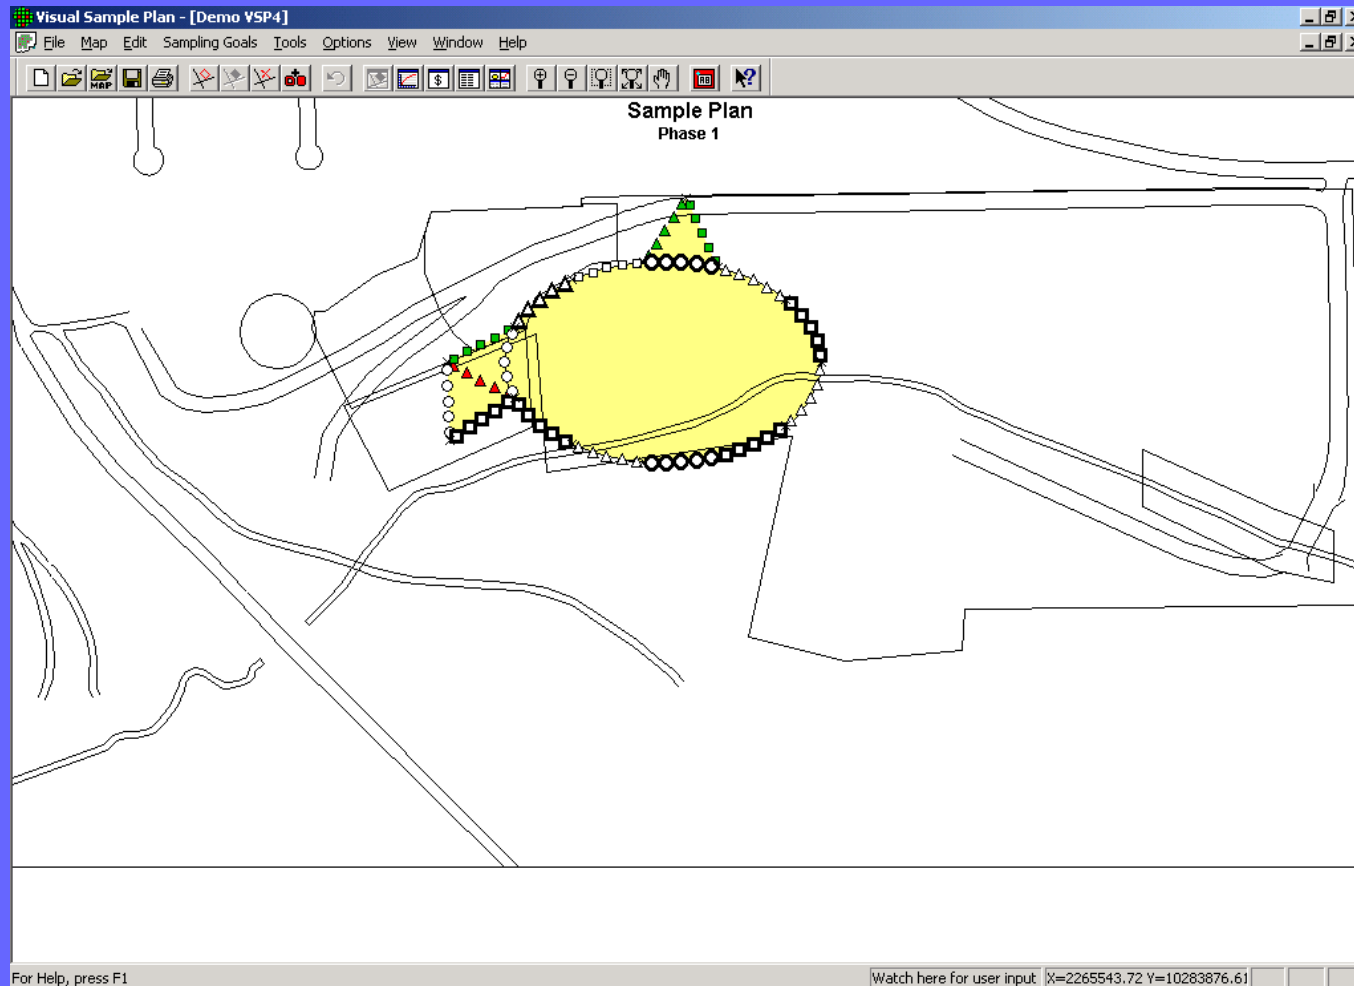 Visual Sample Plan - [Demo VSP4]
File Map Edit Sampling Goals Tools Options View Window Help
MAP $ AB ?
Sample Plan
Phase 1
For Help, press F1 Watch here for user input X=2265543.72 Y=10283876.61